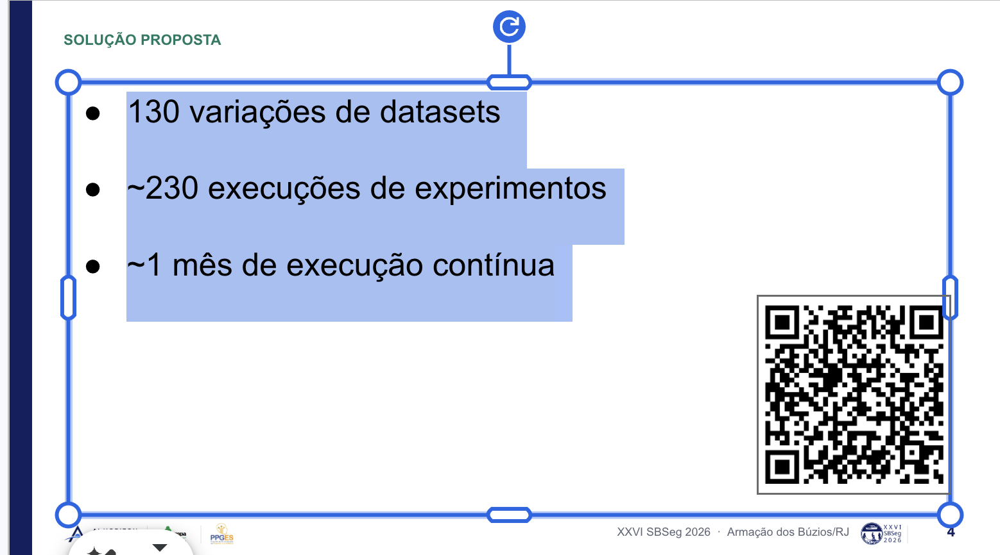 SOLUÇÃO PROPOSTA
● 130 variações de datasets
● ~230 execuções de experimentos
● ~1 mês de execução contínua
PPGES
XXVI SBSeg 2026 · Armação dos Búzios/RJ
XXVI
SBSeg
2026
4